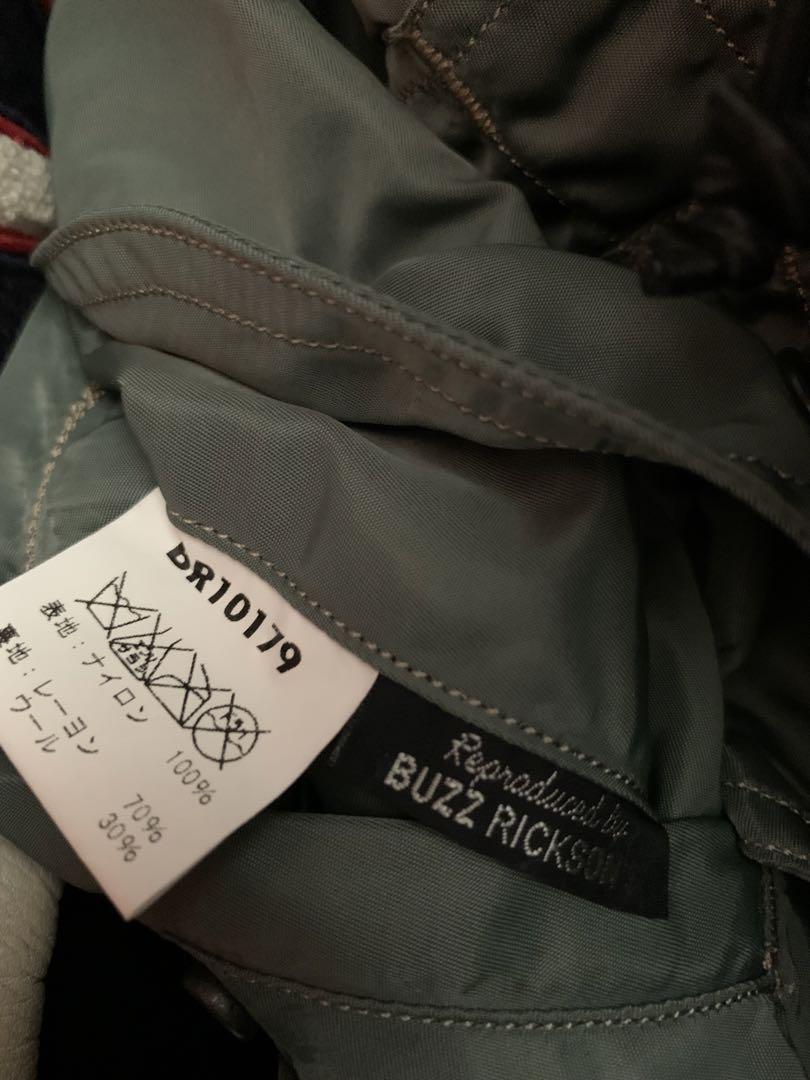 BR10179
表地:ナイロン 100%
裏地:レーヨン 70%
ウール 30%
Reproduced by
BUZZ RICKSON